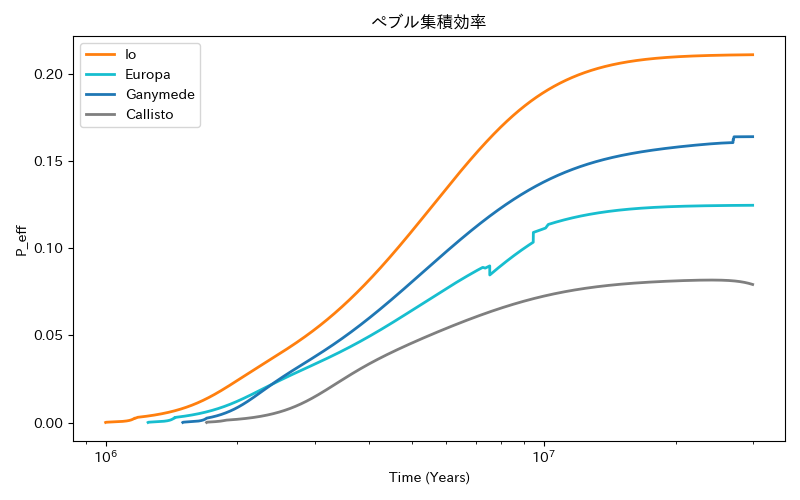 ペブル集積効率
Io
Europa
Ganymede
Callisto
P_eff
0.20
0.15
0.10
0.05
0.00
10⁶
10⁷
Time (Years)